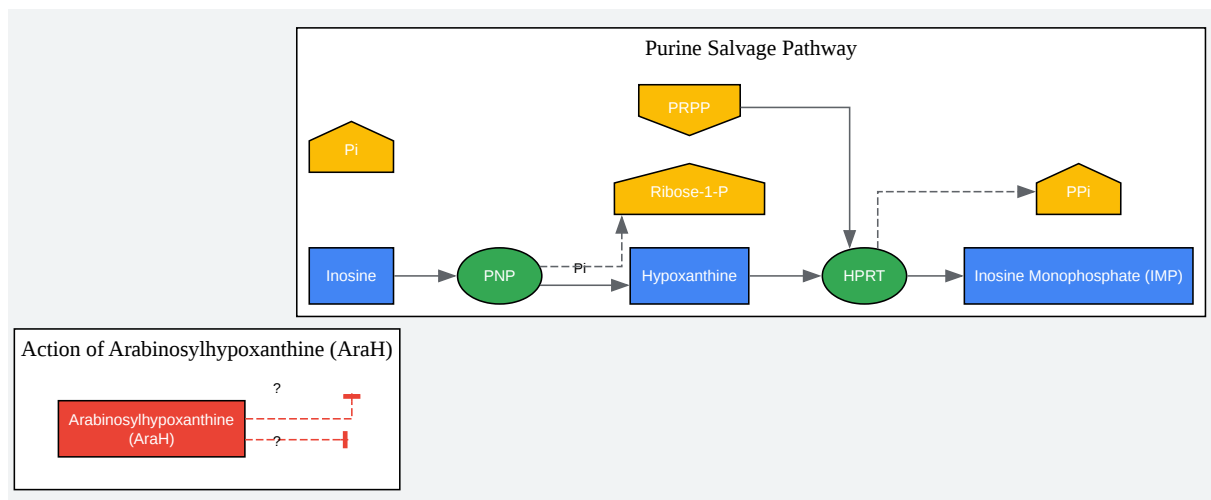 Purine Salvage Pathway
PRPP
Pi
Ribose-1-P
PPi
Inosine
PNP
Pi
Hypoxanthine
HPRT
Inosine Monophosphate (IMP)
Action of Arabinosylhypoxanthine (AraH)
?
Arabinosylhypoxanthine
(AraH)
?